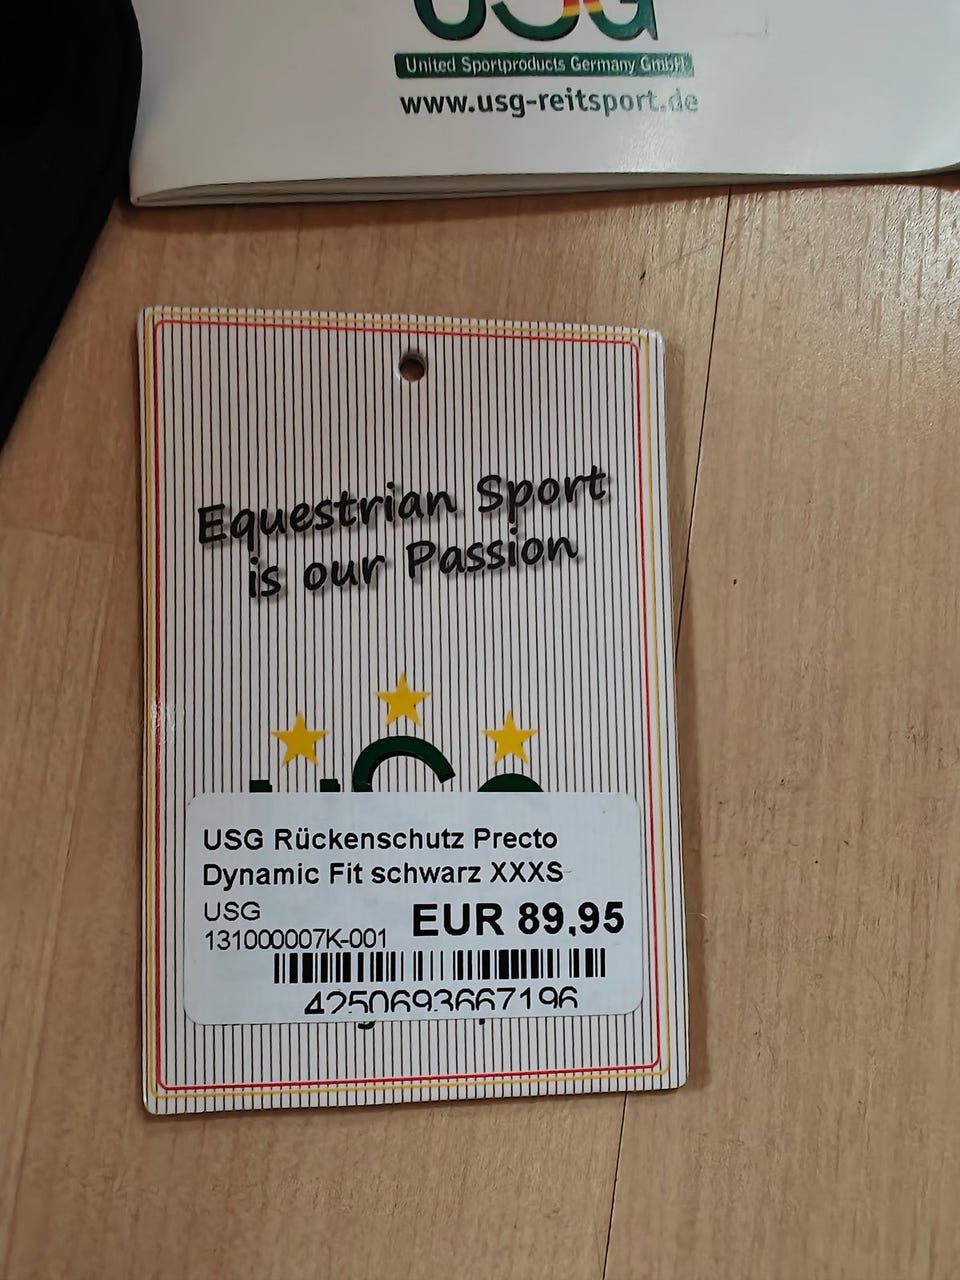 USG
United Sportproducts Germany GmbH
www.usg-reitsport.de
Equestrian Sport
is our Passion
USG Rückenschutz Precto
Dynamic Fit schwarz XXXS
USG
EUR 89,95
131000007K-001
4250693667196